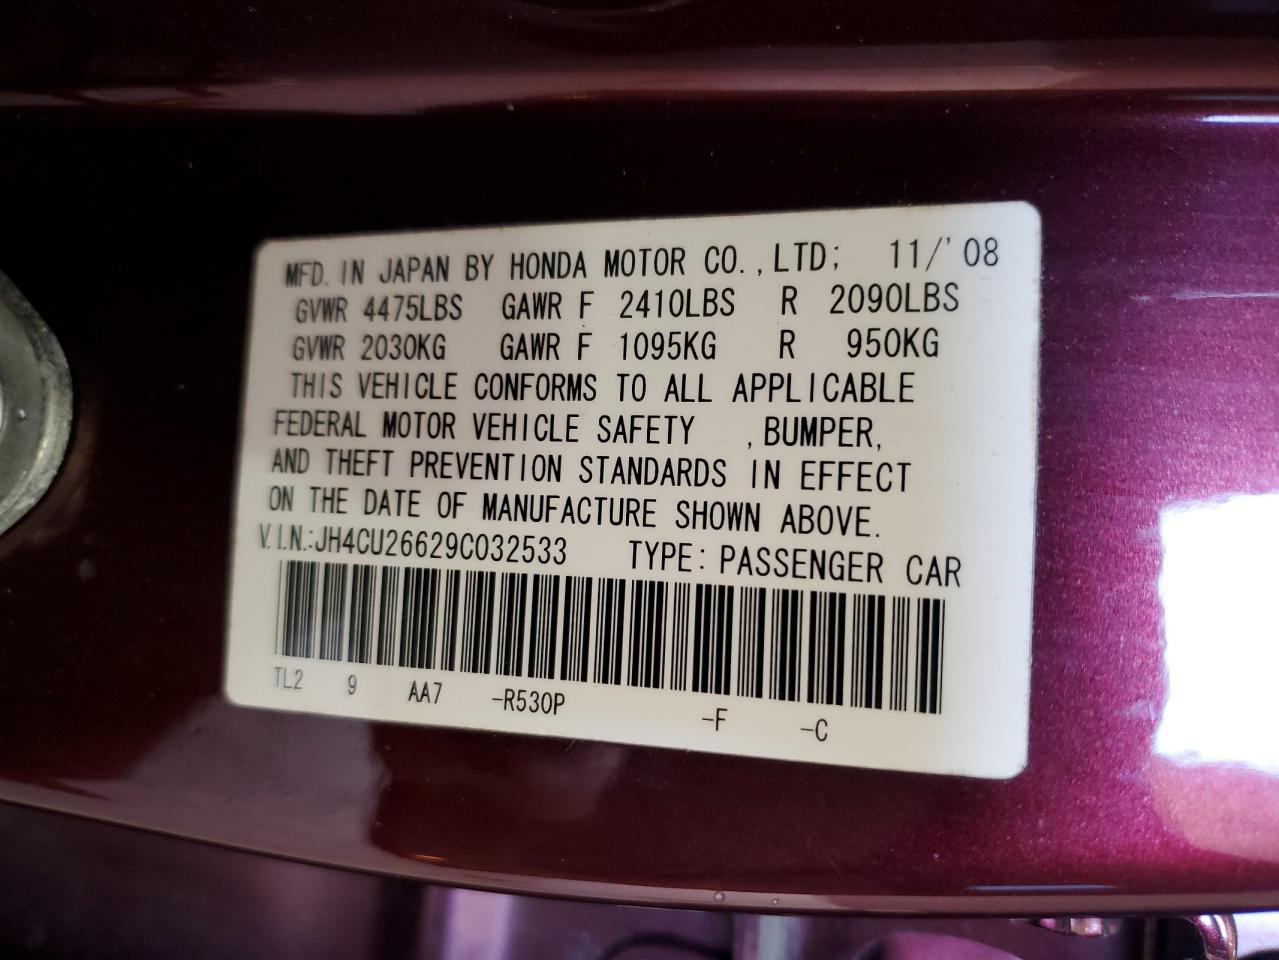 MFD. IN JAPAN BY HONDA MOTOR CO.,LTD; 11/'08
GVWR 4475LBS GAWR F 2410LBS R 2090LBS
GVWR 2030KG GAWR F 1095KG R 950KG
THIS VEHICLE CONFORMS TO ALL APPLICABLE
FEDERAL MOTOR VEHICLE SAFETY ,BUMPER,
AND THEFT PREVENTION STANDARDS IN EFFECT
ON THE DATE OF MANUFACTURE SHOWN ABOVE.
V.I.N.:JH4CU26629C032533 TYPE: PASSENGER CAR
TL2 9 AA7 -R530P -F -C